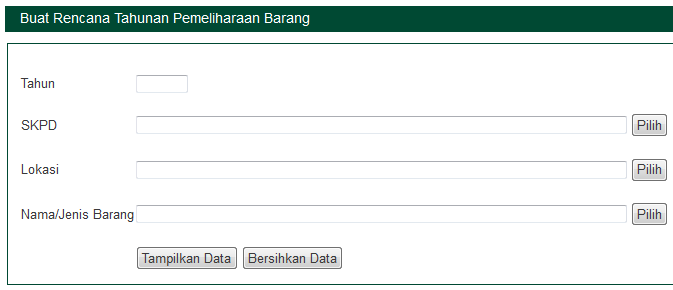 Buat Rencana Tahunan Pemeliharaan Barang
Tahun
SKPD Pilih
Lokasi Pilih
Nama/Jenis Barang Pilih
Tampilkan Data Bersihkan Data